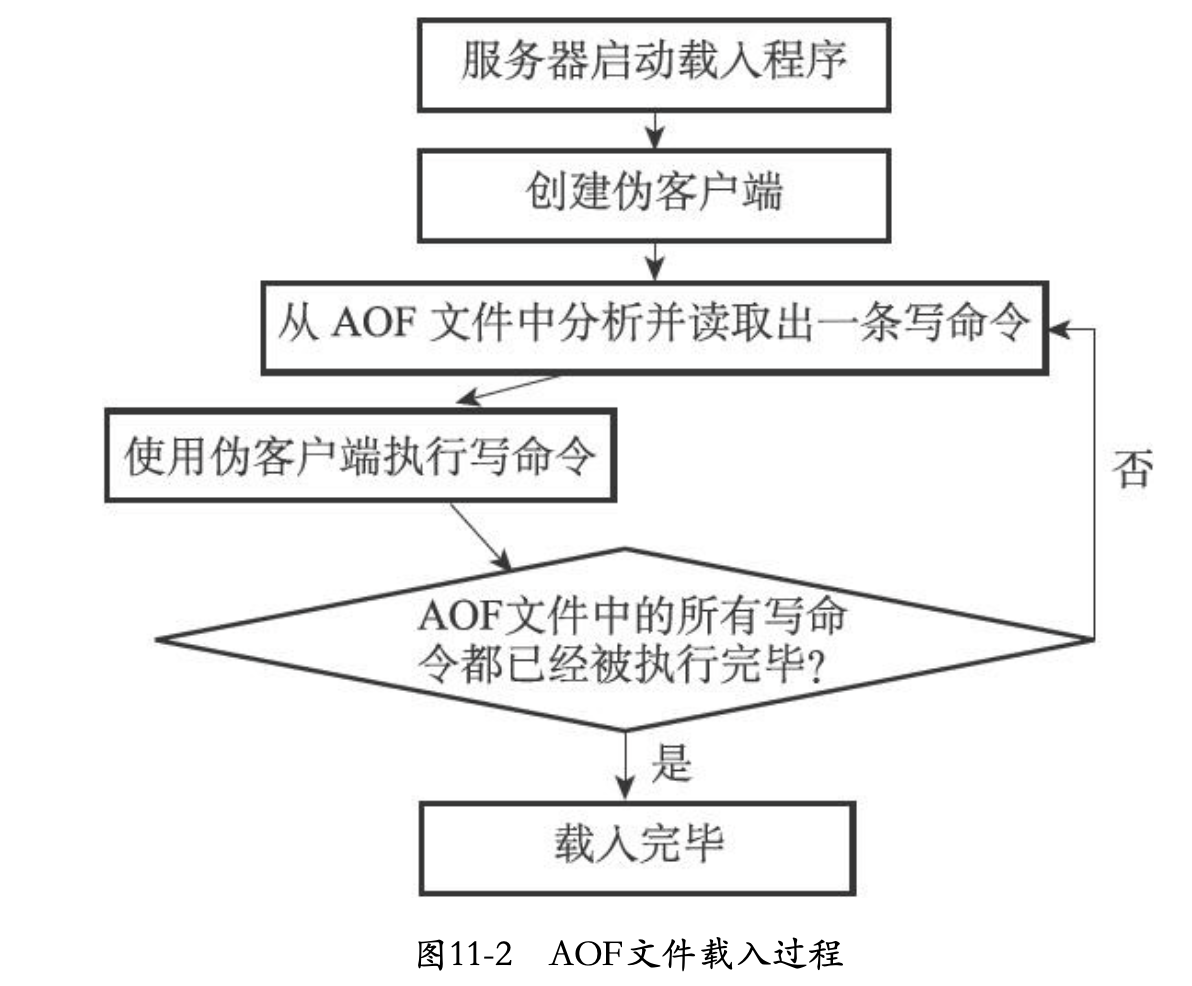 服务器启动载入程序
创建伪客户端
从 AOF 文件中分析并读取出一条写命令
使用伪客户端执行写命令
否
AOF文件中的所有写命
令都已经被执行完毕?
是
载入完毕
图11-2 AOF文件载入过程